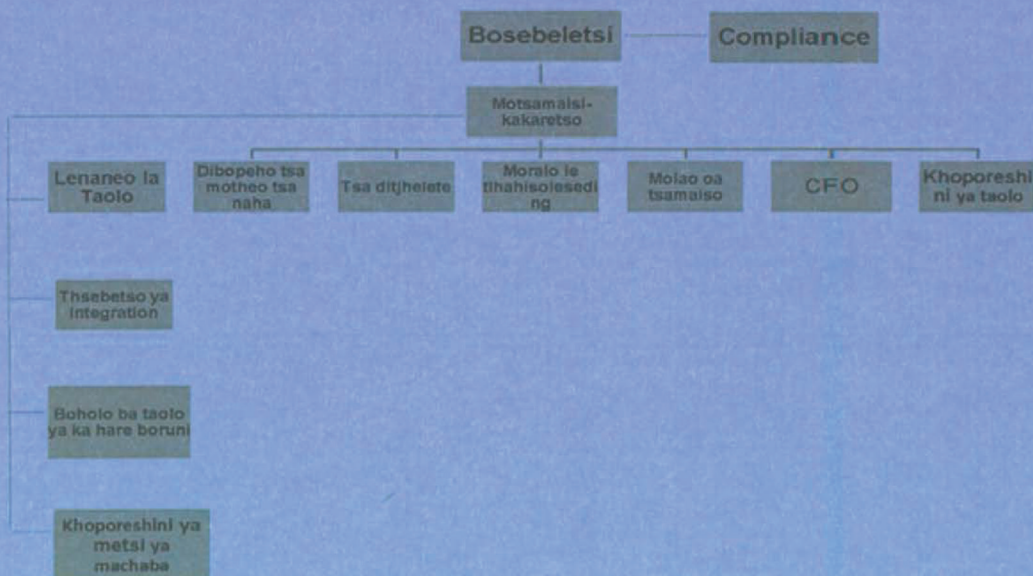 Bosebeletsi
Compliance
Motsamaisi-
kakaretso
Lenaneo la
Taolo
Dibopeho tsa
motheo tsa
naha
Tsa ditjhelete
Moralo le
tlhahisolesedi
ng
Molao oa
tsamaiso
CFO
Khoporeshi
ni ya taolo
Thsebetso ya
integration
Boholo ba taolo
ya ka hare boruni
Khoporeshini ya
metsi ya
machaba